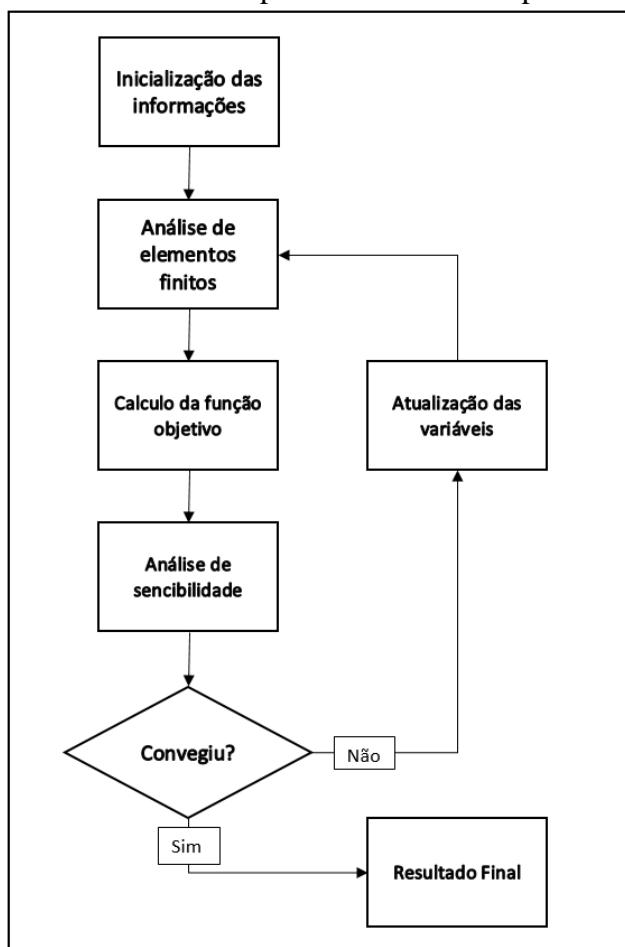 Inicialização das
informações
Análise de
elementos
finitos
Calculo da função
objetivo
Atualização das
variáveis
Análise de
sencibilidade
Convegiu?
Não
Sim
Resultado Final